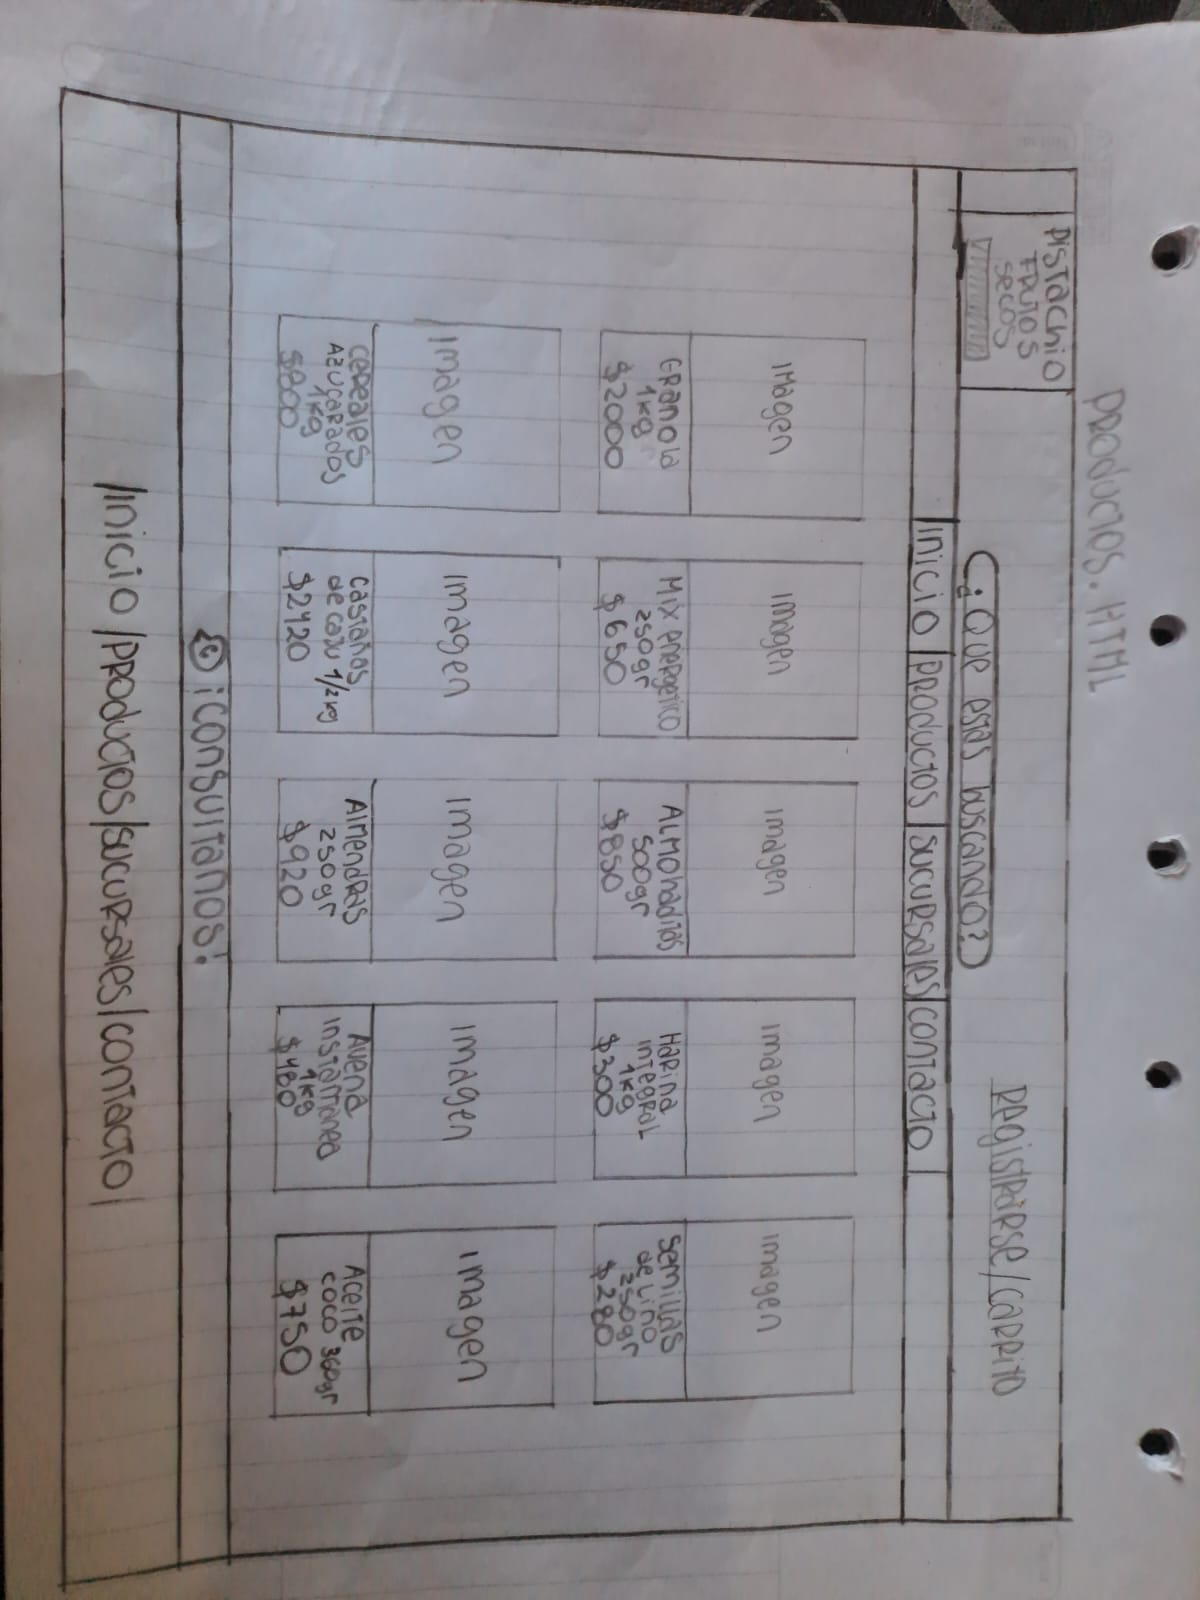 PRODUCTOS.HTML
Pistachio
FRUTOS
secos
Registrarse/Carrito
¿Que estas buscando?
Inicio | PRODUCTOS | SUCURSALES | CONTACTO
Imagen
Imagen
Imagen
Imagen
Imagen
Granola
1kg
$2000
Mix energetico
250gr
$650
Almohaditas
500gr
$850
Harina
integral
1kg
$300
Semillas
de Lino
250gr
$280
Imagen
Imagen
Imagen
Imagen
Imagen
Cereales
Azucarados
1kg
$800
Castañas
de caju 1/2kg
$2420
Almendras
250gr
$920
Avena
Instantanea
1kg
$480
Aceite
coco 360gr
$750
¡Consultanos!
/Inicio/PRODUCTOS/SUCURSALES/CONTACTO/